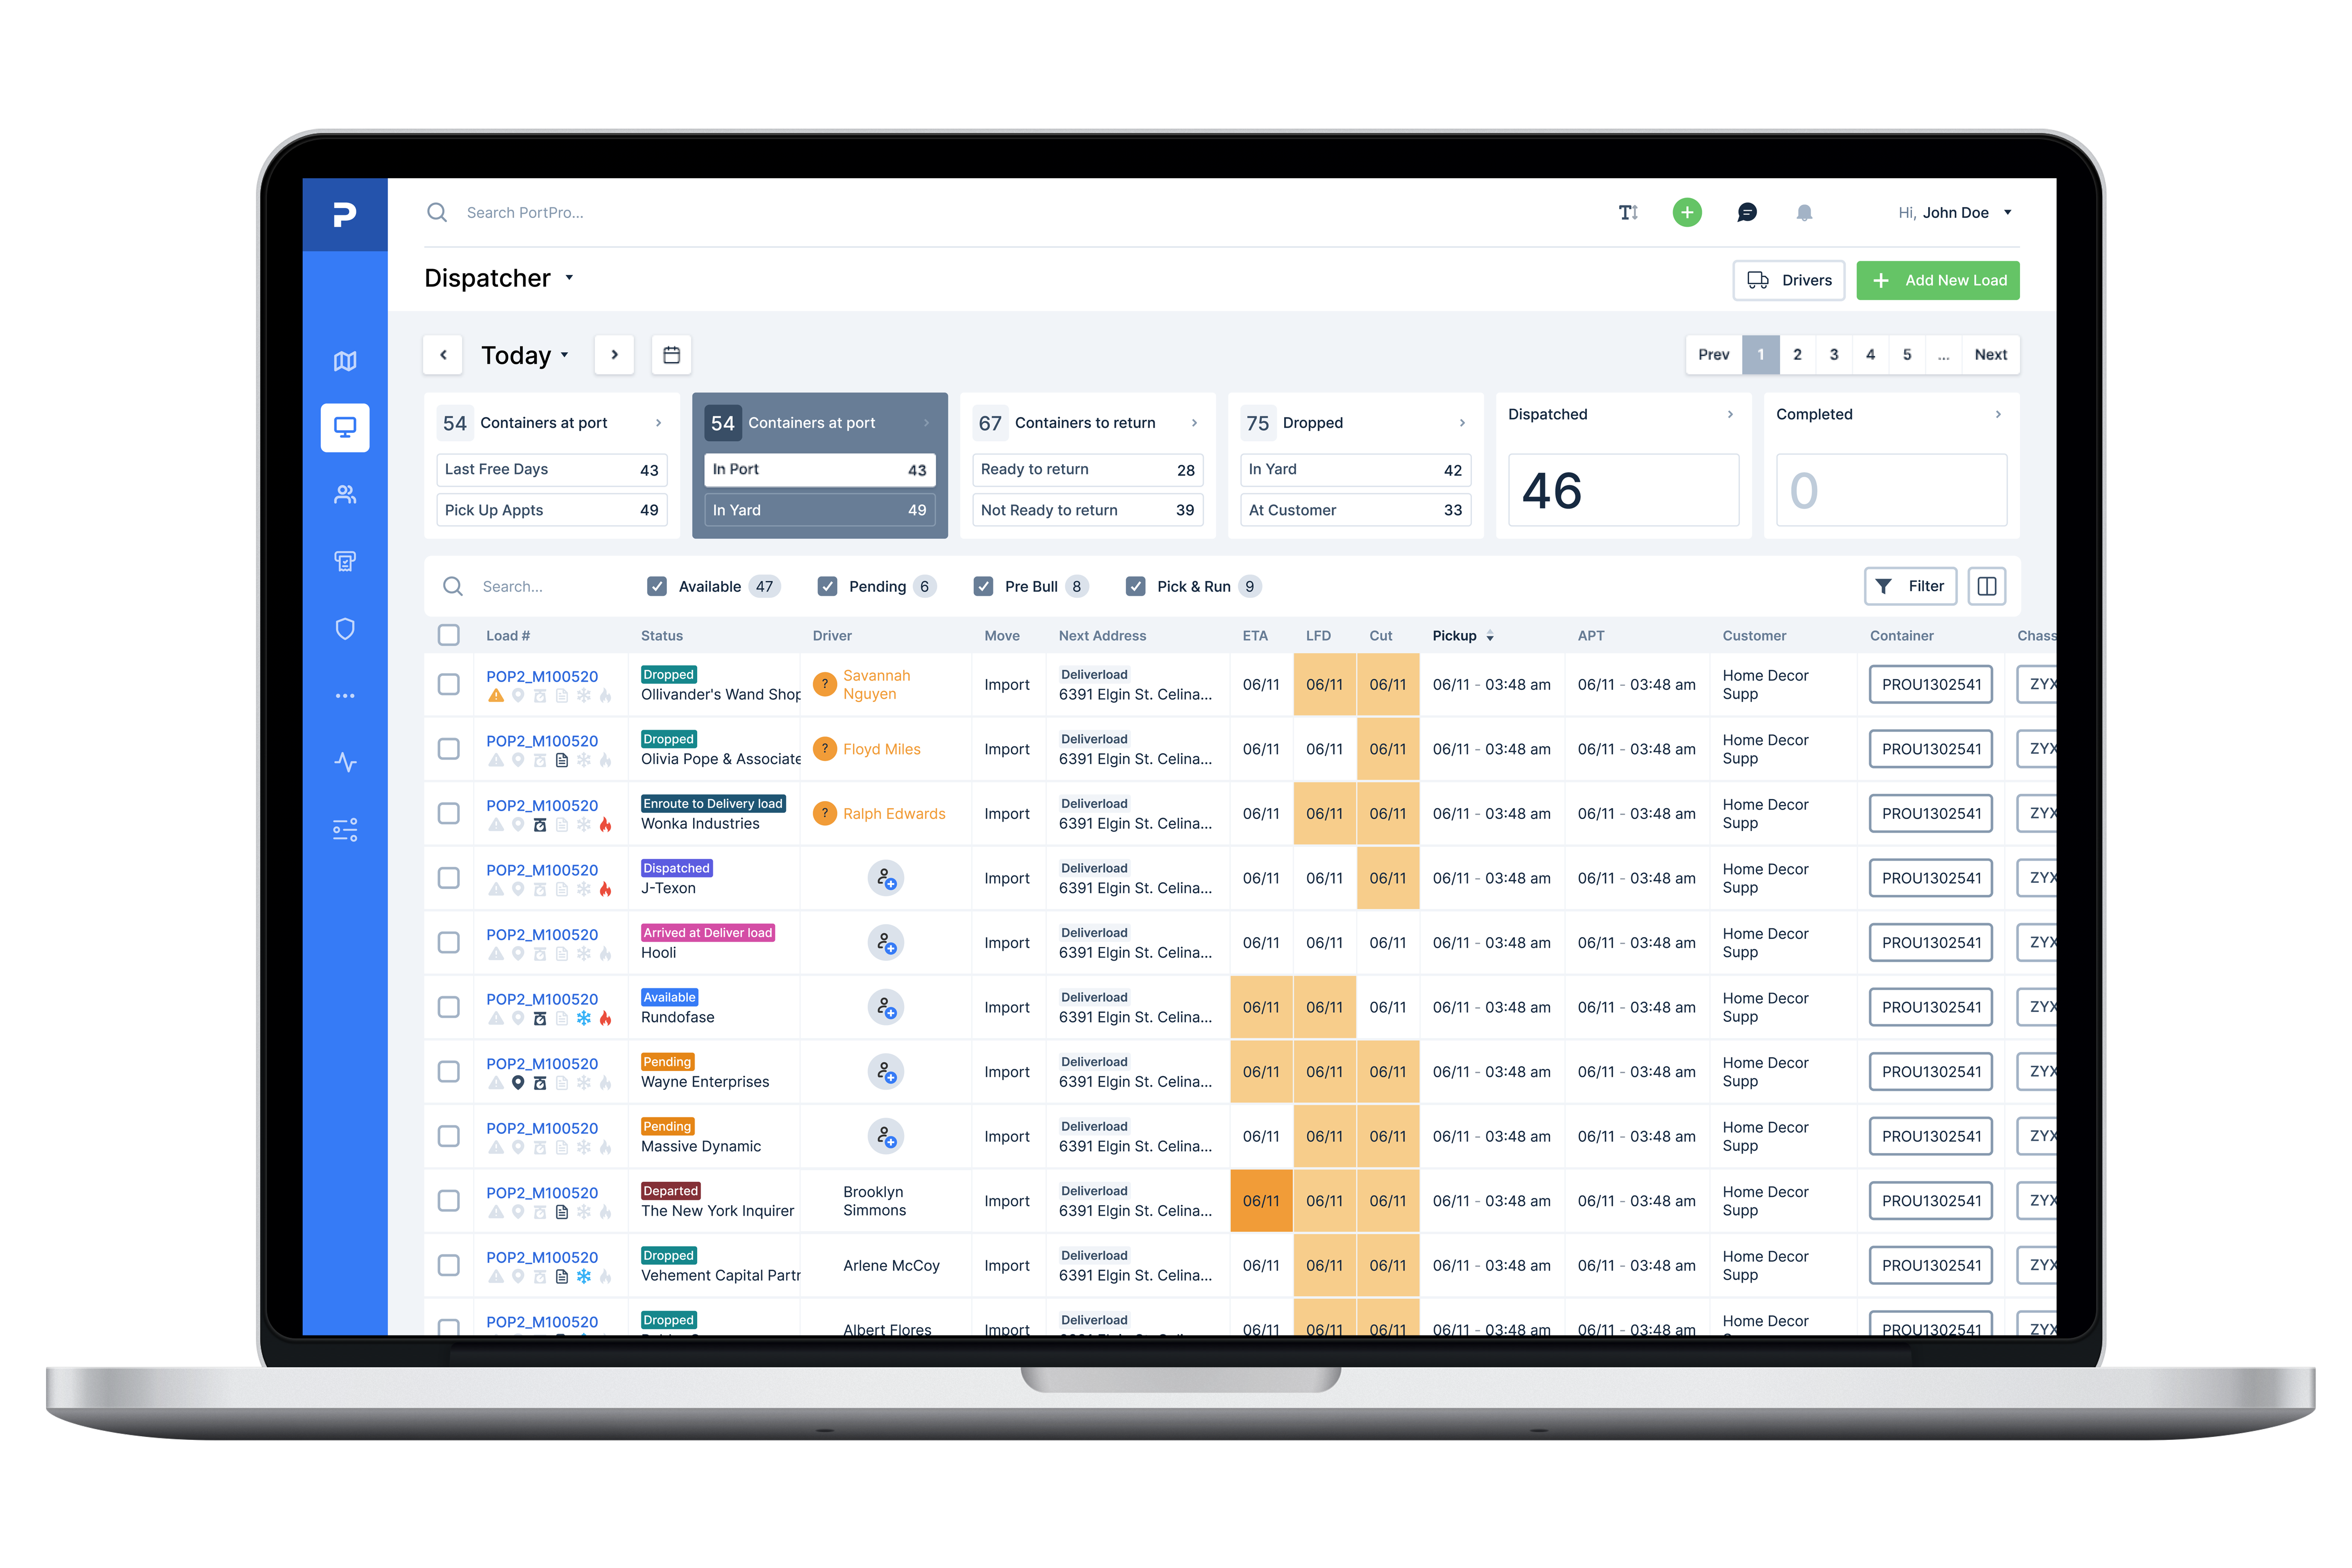 P
Search PortPro...
Hi, John Doe
Dispatcher
Drivers
+ Add New Load
Today
Prev 1 2 3 4 5 ... Next
54 Containers at port
Last Free Days 43
Pick Up Appts 49
54 Containers at port
In Port 43
In Yard 49
67 Containers to return
Ready to return 28
Not Ready to return 39
75 Dropped
In Yard 42
At Customer 33
Dispatched
46
Completed
0
Search... Available 47 Pending 6 Pre Bull 8 Pick & Run 9 Filter
Load # Status Driver Move Next Address ETA LFD Cut Pickup APT Customer Container Chass
POP2_M100520 Dropped Ollivander's Wand Shop ? Savannah Nguyen Import Deliverload 6391 Elgin St. Celina... 06/11 06/11 06/11 06/11 - 03:48 am 06/11 - 03:48 am Home Decor Supp PROU1302541 ZYX
POP2_M100520 Dropped Olivia Pope & Associate ? Floyd Miles Import Deliverload 6391 Elgin St. Celina... 06/11 06/11 06/11 06/11 - 03:48 am 06/11 - 03:48 am Home Decor Supp PROU1302541 ZYX
POP2_M100520 Enroute to Delivery load Wonka Industries ? Ralph Edwards Import Deliverload 6391 Elgin St. Celina... 06/11 06/11 06/11 06/11 - 03:48 am 06/11 - 03:48 am Home Decor Supp PROU1302541 ZYX
POP2_M100520 Dispatched J-Texon Import Deliverload 6391 Elgin St. Celina... 06/11 06/11 06/11 06/11 - 03:48 am 06/11 - 03:48 am Home Decor Supp PROU1302541 ZYX
POP2_M100520 Arrived at Deliver load Hooli Import Deliverload 6391 Elgin St. Celina... 06/11 06/11 06/11 06/11 - 03:48 am 06/11 - 03:48 am Home Decor Supp PROU1302541 ZYX
POP2_M100520 Available Rundofase Import Deliverload 6391 Elgin St. Celina... 06/11 06/11 06/11 06/11 - 03:48 am 06/11 - 03:48 am Home Decor Supp PROU1302541 ZYX
POP2_M100520 Pending Wayne Enterprises Import Deliverload 6391 Elgin St. Celina... 06/11 06/11 06/11 06/11 - 03:48 am 06/11 - 03:48 am Home Decor Supp PROU1302541 ZYX
POP2_M100520 Pending Massive Dynamic Import Deliverload 6391 Elgin St. Celina... 06/11 06/11 06/11 06/11 - 03:48 am 06/11 - 03:48 am Home Decor Supp PROU1302541 ZYX
POP2_M100520 Departed The New York Inquirer Brooklyn Simmons Import Deliverload 6391 Elgin St. Celina... 06/11 06/11 06/11 06/11 - 03:48 am 06/11 - 03:48 am Home Decor Supp PROU1302541 ZYX
POP2_M100520 Dropped Vehement Capital Partr Arlene McCoy Import Deliverload 6391 Elgin St. Celina... 06/11 06/11 06/11 06/11 - 03:48 am 06/11 - 03:48 am Home Decor Supp PROU1302541 ZYX
POP2_M100520 Dropped Albert Flores Import Deliverload 06/11 06/11 06/11 06/11 - 03:48 am 06/11 - 03:48 am Home Decor PROU1302541 ZYX